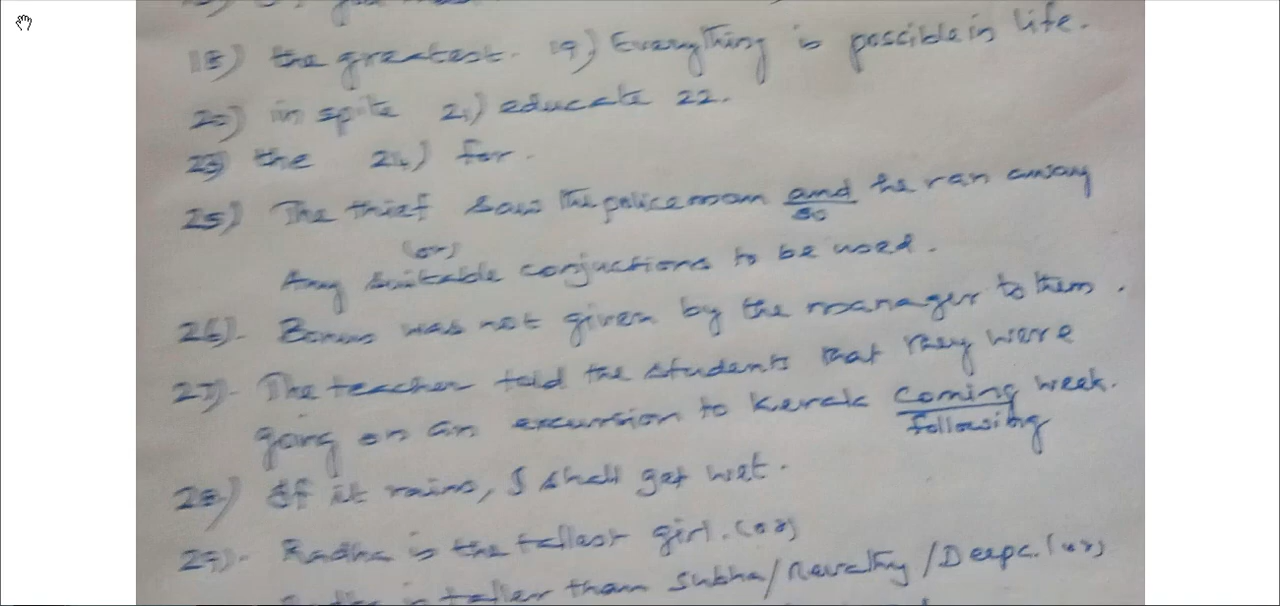 18) the greatest. 19) Everything is possible in life.
20) in spite 21) educate 22.
23) the 24) for.
25) The thief saw the policemom and he ran away
so
(or)
Any suitable conjuctions to be used.
26). Bonus was not given by the manager to them.
27). The teacher told the students that they were
going on an excursion to Kerala coming week.
following
28) If it rains, I shall get wet.
29). Radha is the tallest girl. (or)
is taller than Subha/Revathy/Deepa. (or)